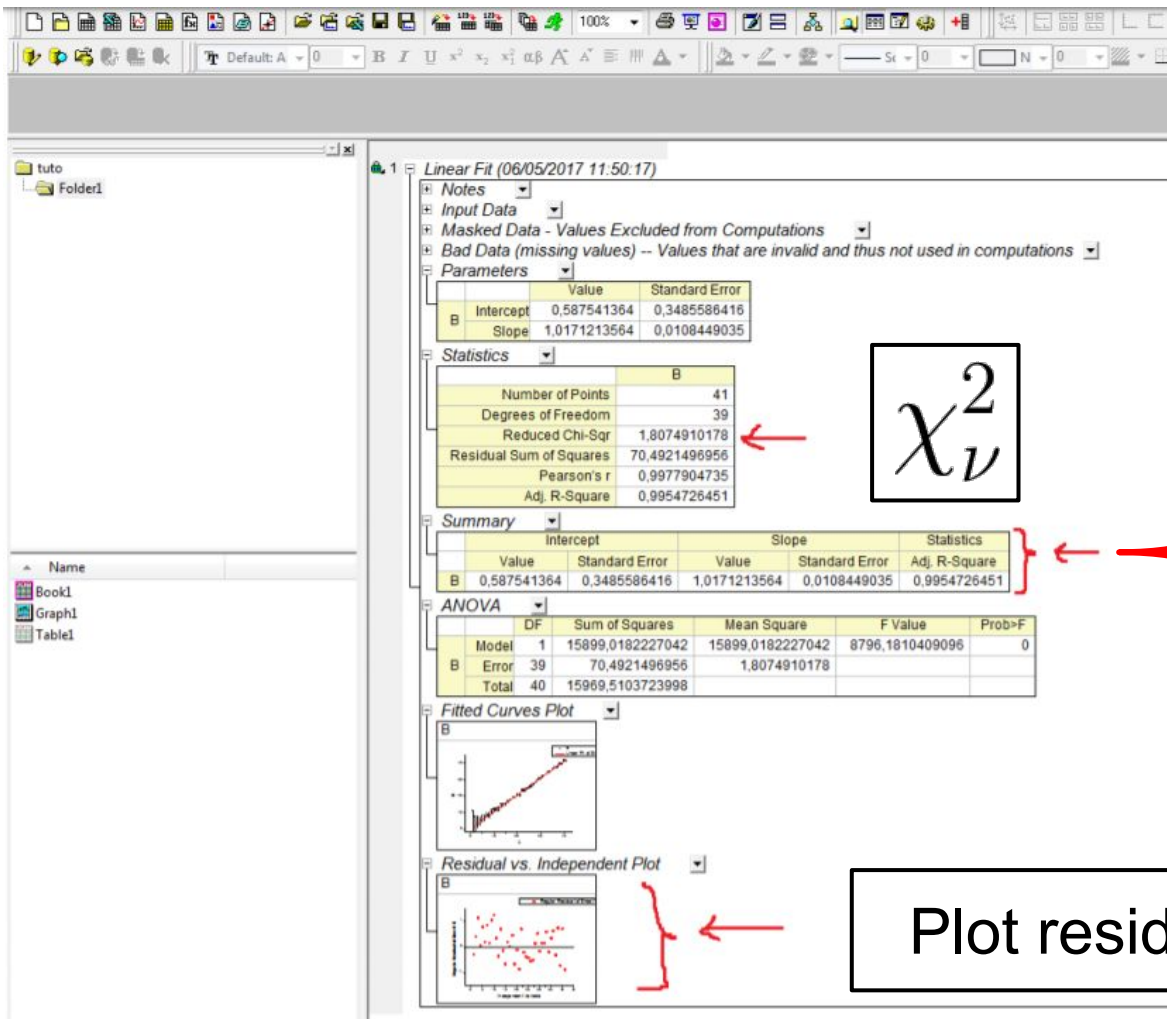 100%
Default: A 0 B I U x² x₂ x₁² αβ A A A Sc 0 N 0
tuto
Folder1
Name
Book1
Graph1
Table1
1 Linear Fit (06/05/2017 11:50:17)
Notes
Input Data
Masked Data - Values Excluded from Computations
Bad Data (missing values) -- Values that are invalid and thus not used in computations
Parameters
Value Standard Error
B Intercept 0,587541364 0,3485586416
Slope 1,0171213564 0,0108449035
Statistics
B
Number of Points 41
Degrees of Freedom 39
Reduced Chi-Sqr 1,8074910178
Residual Sum of Squares 70,4921496956
Pearson's r 0,9977904735
Adj. R-Square 0,9954726451
χ²ν
Summary
Intercept Slope Statistics
Value Standard Error Value Standard Error Adj. R-Square
B 0,587541364 0,3485586416 1,0171213564 0,0108449035 0,9954726451
ANOVA
DF Sum of Squares Mean Square F Value Prob>F
Model 1 15899,0182227042 15899,0182227042 8796,1810409096 0
B Error 39 70,4921496956 1,8074910178
Total 40 15969,5103723998
Fitted Curves Plot
B
Residual vs. Independent Plot
B
Plot resid